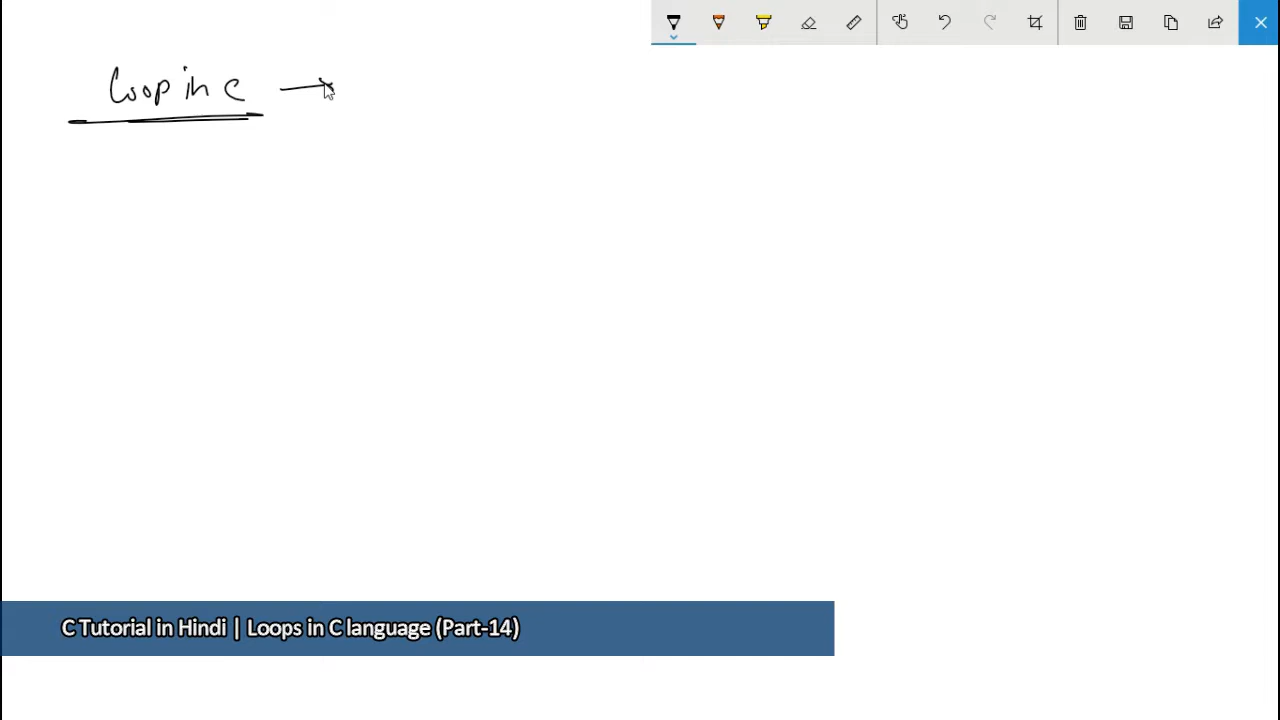 Loop in C →
C Tutorial in Hindi | Loops in C language (Part-14)